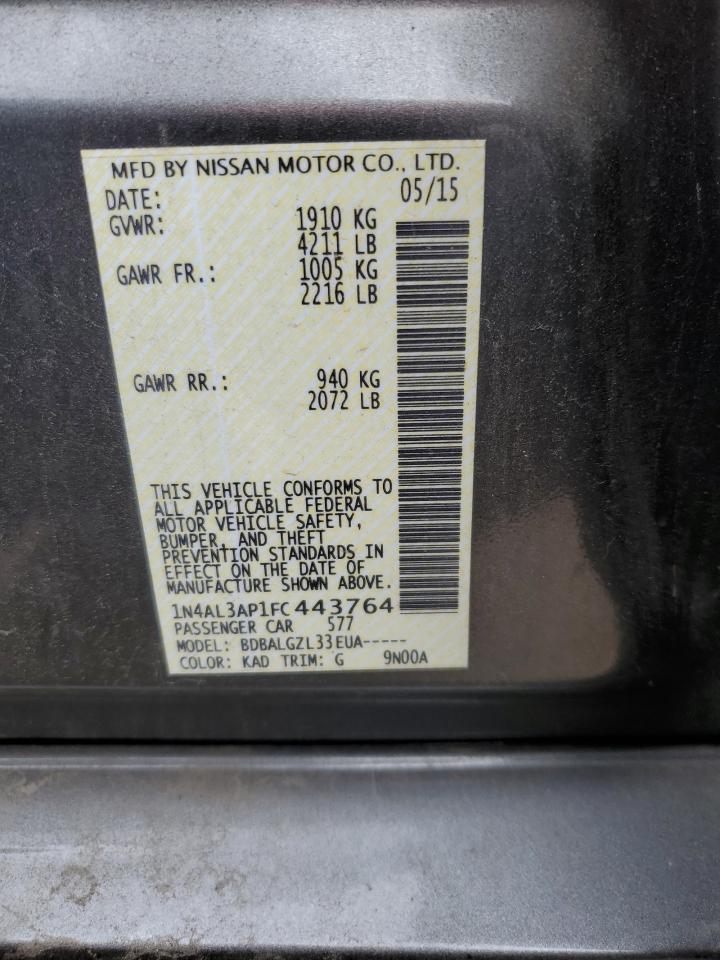 MFD BY NISSAN MOTOR CO., LTD.
DATE: 05/15
GVWR: 1910 KG
4211 LB
GAWR FR.: 1005 KG
2216 LB
GAWR RR.: 940 KG
2072 LB
THIS VEHICLE CONFORMS TO
ALL APPLICABLE FEDERAL
MOTOR VEHICLE SAFETY,
BUMPER, AND THEFT
PREVENTION STANDARDS IN
EFFECT ON THE DATE OF
MANUFACTURE SHOWN ABOVE.
1N4AL3AP1FC443764
PASSENGER CAR 577
MODEL: BDBALGZL33EUA-----
COLOR: KAD TRIM: G 9N00A